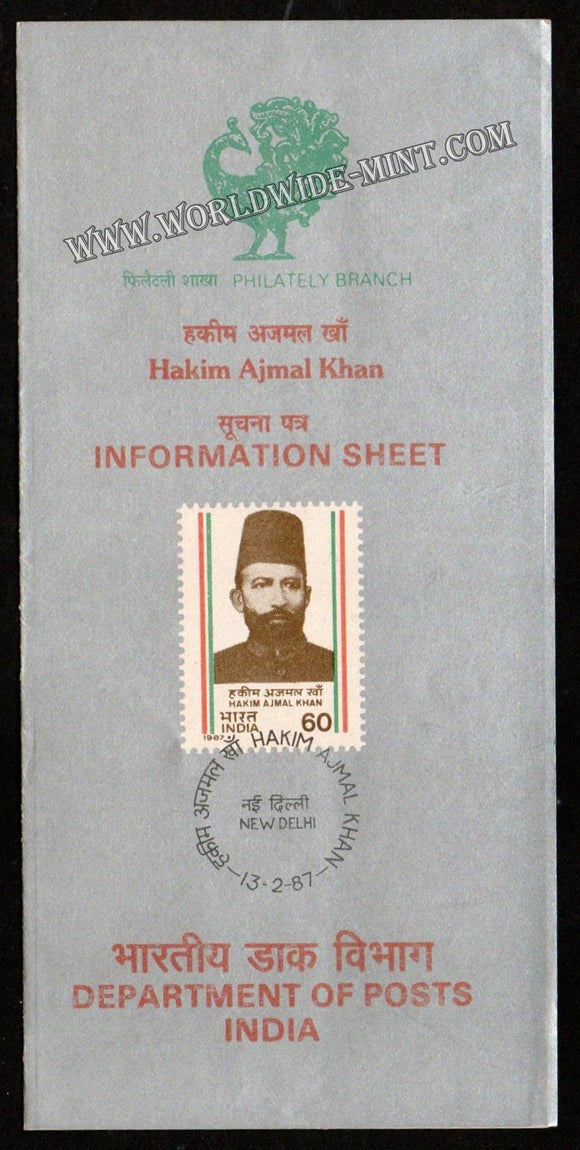 WWW.WORLDWIDE-MINT.COM
फिलैटली शाखा PHILATELY BRANCH
हकीम अजमल खाँ
Hakim Ajmal Khan
सूचना पत्र
INFORMATION SHEET
हकीम अजमल खाँ
HAKIM AJMAL KHAN
भारत
INDIA 60
1987
हकीम अजमल खाँ HAKIM AJMAL KHAN
नई दिल्ली
NEW DELHI
-13-2-87-
भारतीय डाक विभाग
DEPARTMENT OF POSTS
INDIA